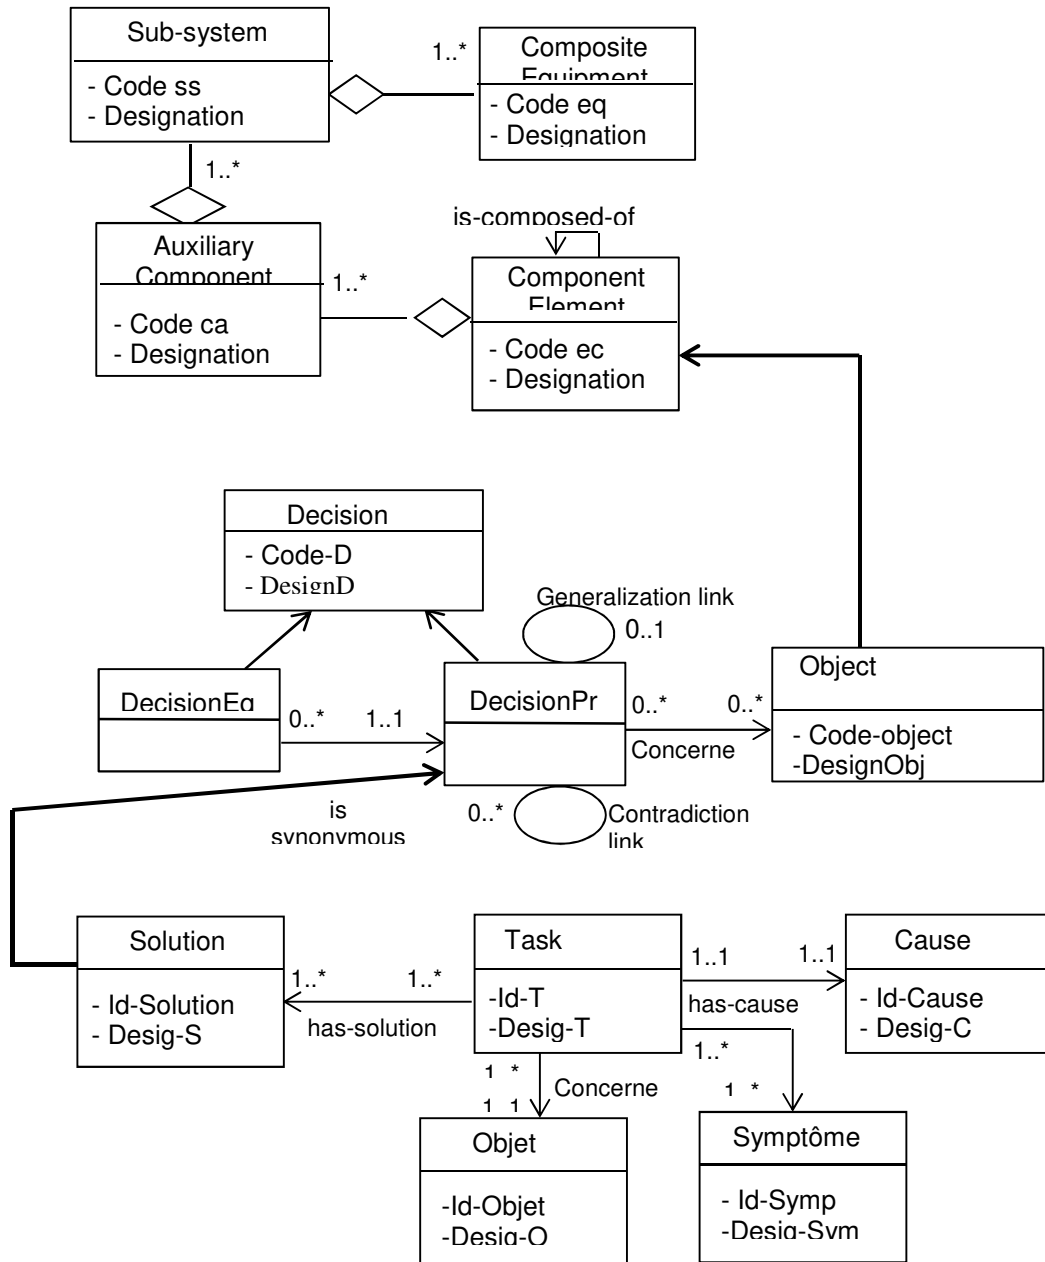 Sub-system
- Code ss
- Designation
1..*
Composite
Equipment
- Code eq
- Designation
1..*
is-composed-of
Auxiliary
Component
- Code ca
- Designation
1..*
Component
Element
- Code ec
- Designation
Decision
- Code-D
- DesignD
Generalization link
0..1
DecisionEq
0..*
1..1
DecisionPr
0..*
0..*
Concerne
Object
- Code-object
-DesignObj
is
synonymous
0..*
Contradiction
link
Solution
- Id-Solution
- Desig-S
1..*
1..*
has-solution
Task
-Id-T
-Desig-T
1..1
1..1
has-cause
Cause
- Id-Cause
- Desig-C
1..*
1 *
1 *
Concerne
1 1
Objet
-Id-Objet
-Desig-O
Symptôme
- Id-Symp
-Desig-Sym